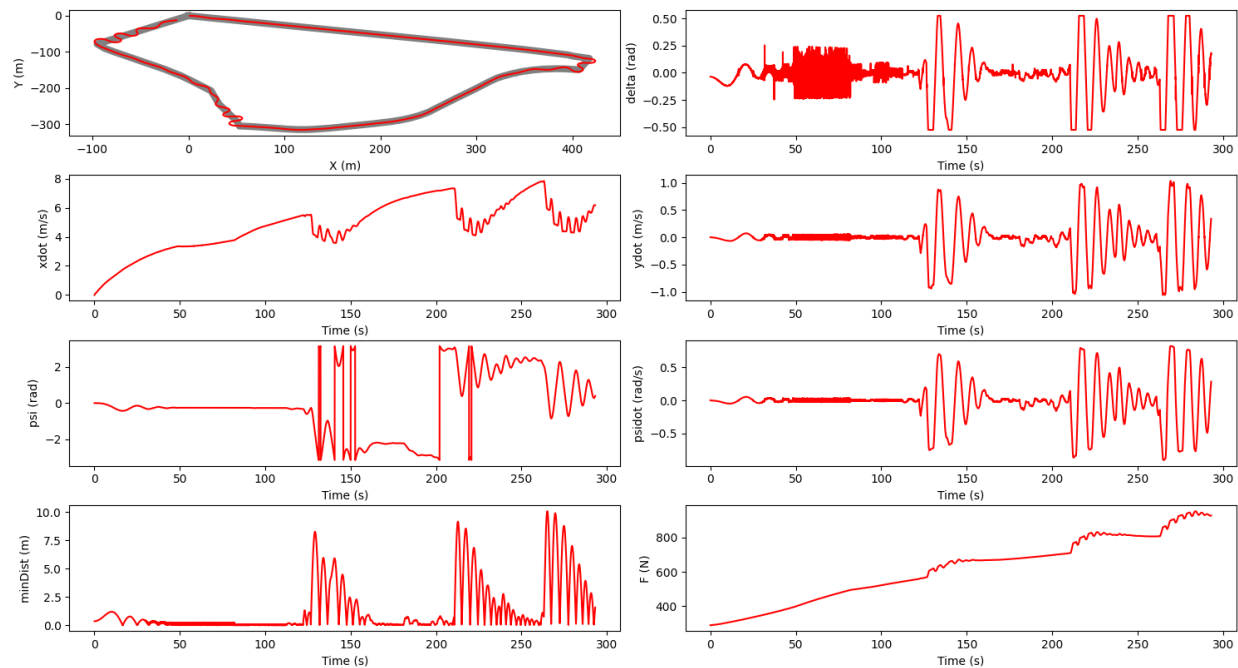 0
−100
−200
−300
Y (m)
−100 0 100 200 300 400
X (m)
0.50
0.25
0.00
−0.25
−0.50
delta (rad)
0 50 100 150 200 250 300
Time (s)
8
6
4
2
0
xdot (m/s)
0 50 100 150 200 250 300
Time (s)
1.0
0.5
0.0
−0.5
−1.0
ydot (m/s)
0 50 100 150 200 250 300
Time (s)
2
0
−2
psi (rad)
0 50 100 150 200 250 300
Time (s)
0.5
0.0
−0.5
psidot (rad/s)
0 50 100 150 200 250 300
Time (s)
10.0
7.5
5.0
2.5
0.0
minDist (m)
0 50 100 150 200 250 300
Time (s)
800
600
400
F (N)
0 50 100 150 200 250 300
Time (s)